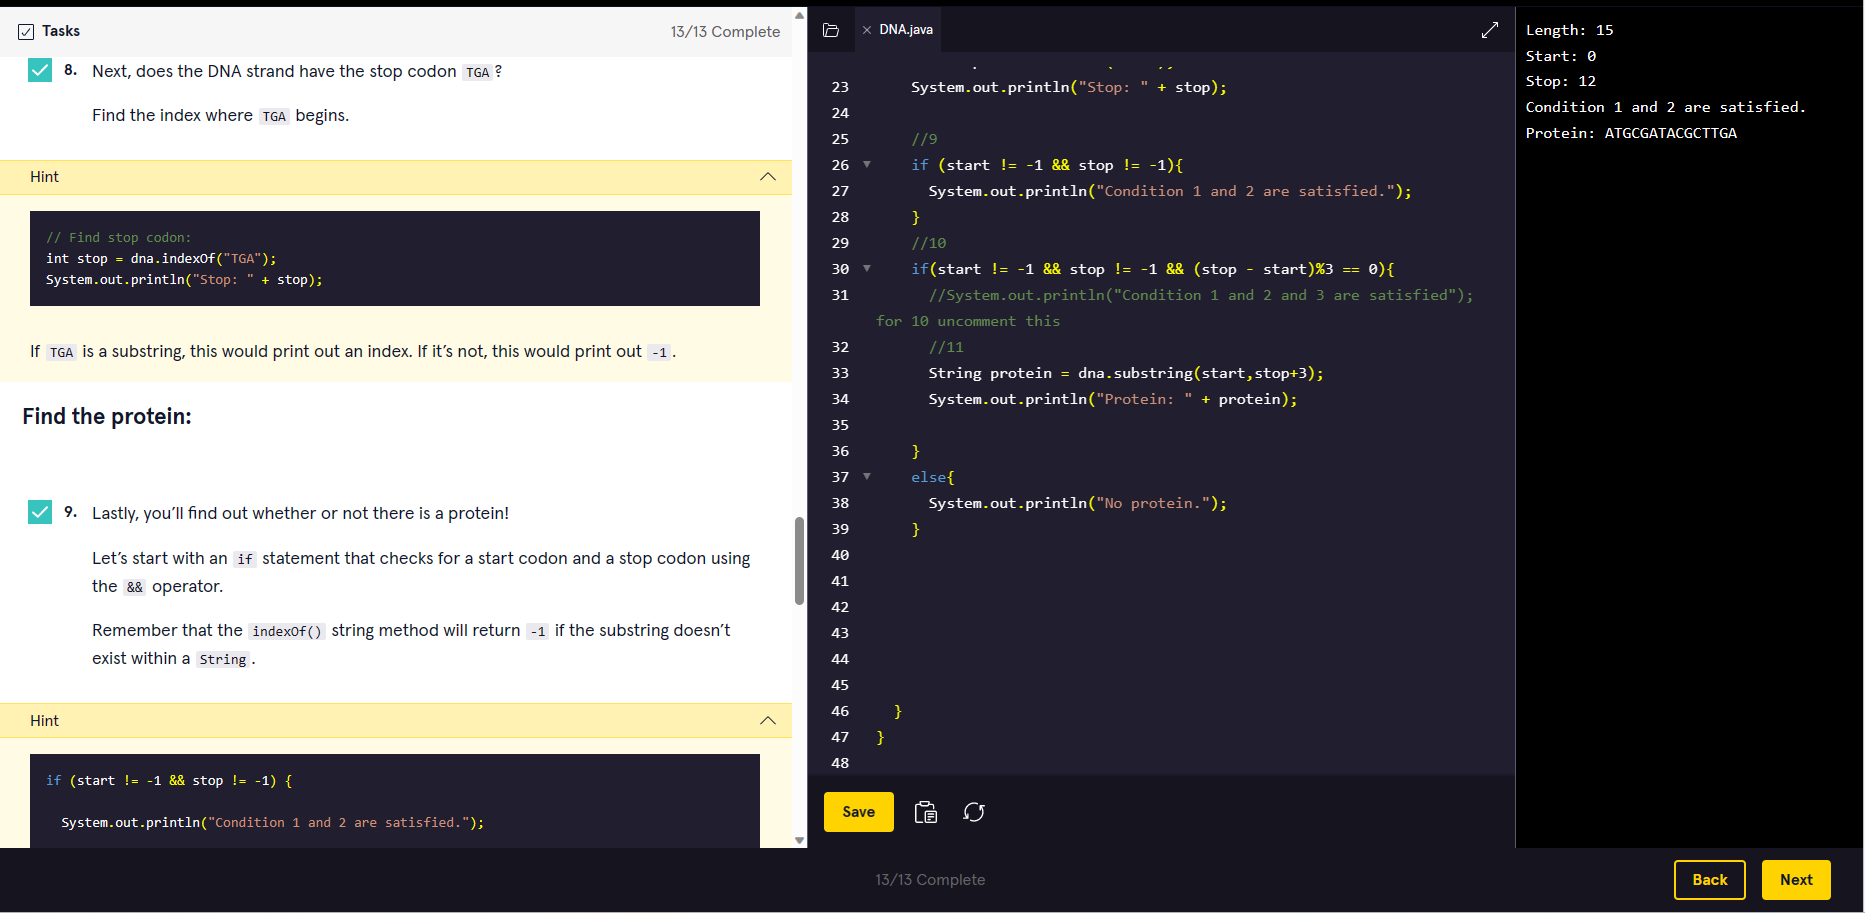 Tasks
13/13 Complete
8. Next, does the DNA strand have the stop codon TGA?
Find the index where TGA begins.
Hint
// Find stop codon:
int stop = dna.indexOf("TGA");
System.out.println("Stop: " + stop);
If TGA is a substring, this would print out an index. If it’s not, this would print out -1.
Find the protein:
9. Lastly, you’ll find out whether or not there is a protein!
Let’s start with an if statement that checks for a start codon and a stop codon using
the && operator.
Remember that the indexOf() string method will return -1 if the substring doesn’t
exist within a String.
Hint
if (start != -1 && stop != -1) {
System.out.println("Condition 1 and 2 are satisfied.");
DNA.java
23 System.out.println("Stop: " + stop);
24
25 //9
26 if (start != -1 && stop != -1){
27 System.out.println("Condition 1 and 2 are satisfied.");
28 }
29 //10
30 if(start != -1 && stop != -1 && (stop - start)%3 == 0){
31 //System.out.println("Condition 1 and 2 and 3 are satisfied");
for 10 uncomment this
32 //11
33 String protein = dna.substring(start,stop+3);
34 System.out.println("Protein: " + protein);
35
36 }
37 else{
38 System.out.println("No protein.");
39 }
40
41
42
43
44
45
46 }
47 }
48
Save
Length: 15
Start: 0
Stop: 12
Condition 1 and 2 are satisfied.
Protein: ATGCGATACGCTTGA
13/13 Complete
Back
Next